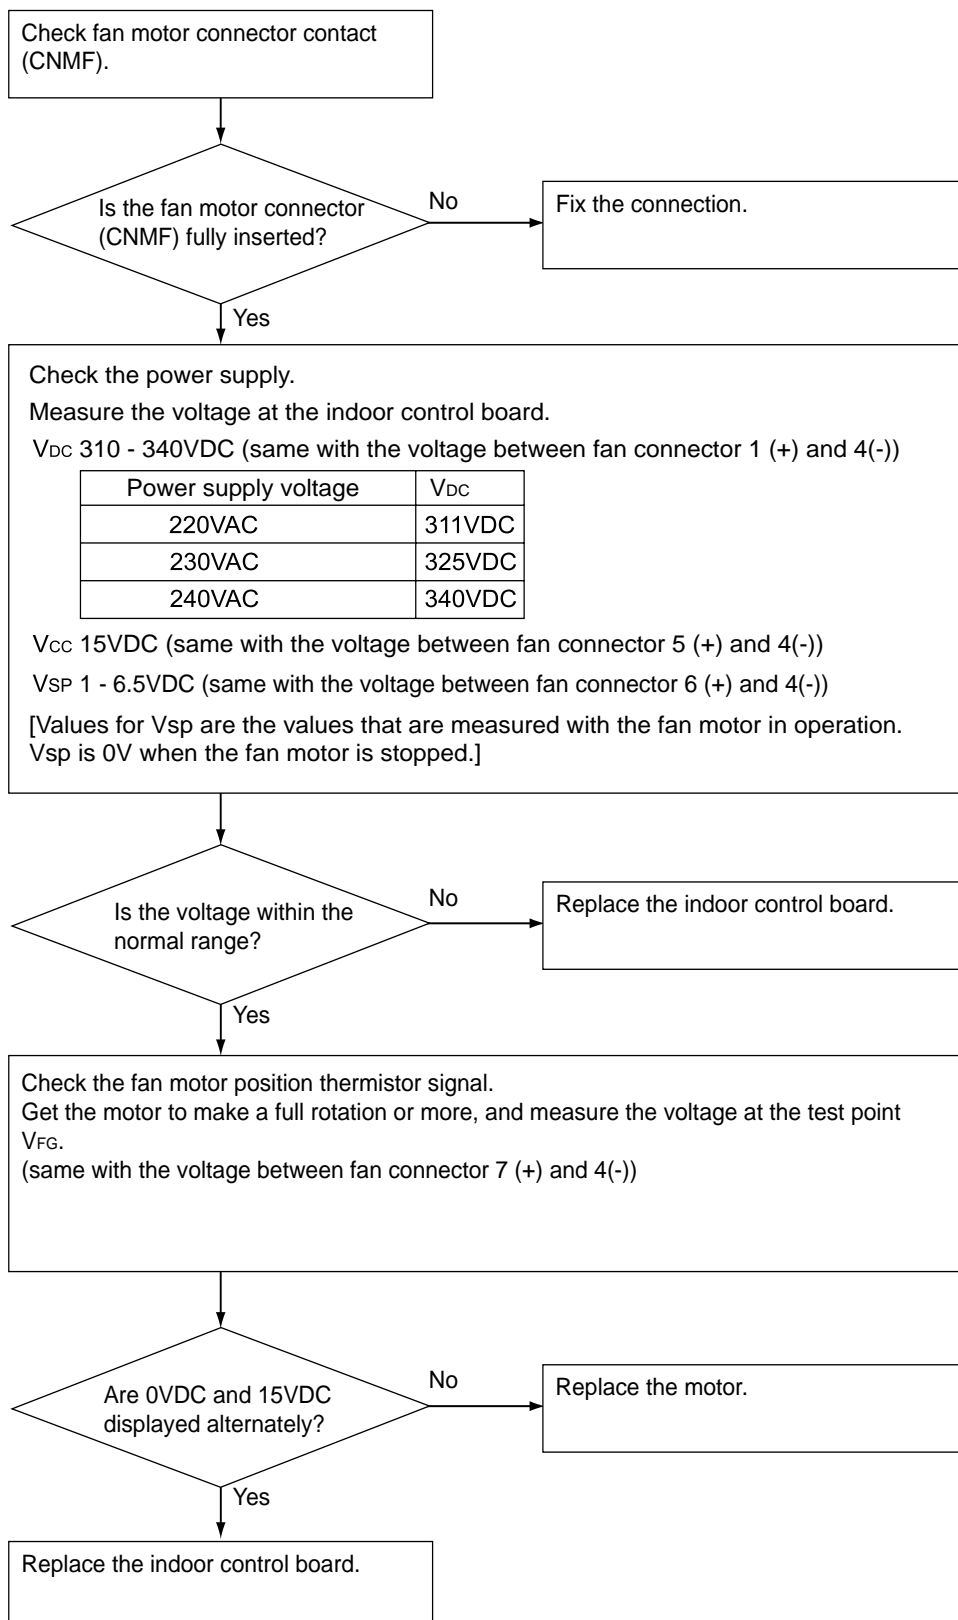 Check fan motor connector contact
(CNMF).
Is the fan motor connector
(CNMF) fully inserted?
No
Fix the connection.
Yes
Check the power supply.
Measure the voltage at the indoor control board.
VDC 310 - 340VDC (same with the voltage between fan connector 1 (+) and 4(-))
Power supply voltage VDC
220VAC 311VDC
230VAC 325VDC
240VAC 340VDC
VCC 15VDC (same with the voltage between fan connector 5 (+) and 4(-))
VSP 1 - 6.5VDC (same with the voltage between fan connector 6 (+) and 4(-))
[Values for Vsp are the values that are measured with the fan motor in operation.
Vsp is 0V when the fan motor is stopped.]
Is the voltage within the
normal range?
No
Replace the indoor control board.
Yes
Check the fan motor position thermistor signal.
Get the motor to make a full rotation or more, and measure the voltage at the test point
VFG.
(same with the voltage between fan connector 7 (+) and 4(-))
Are 0VDC and 15VDC
displayed alternately?
No
Replace the motor.
Yes
Replace the indoor control board.